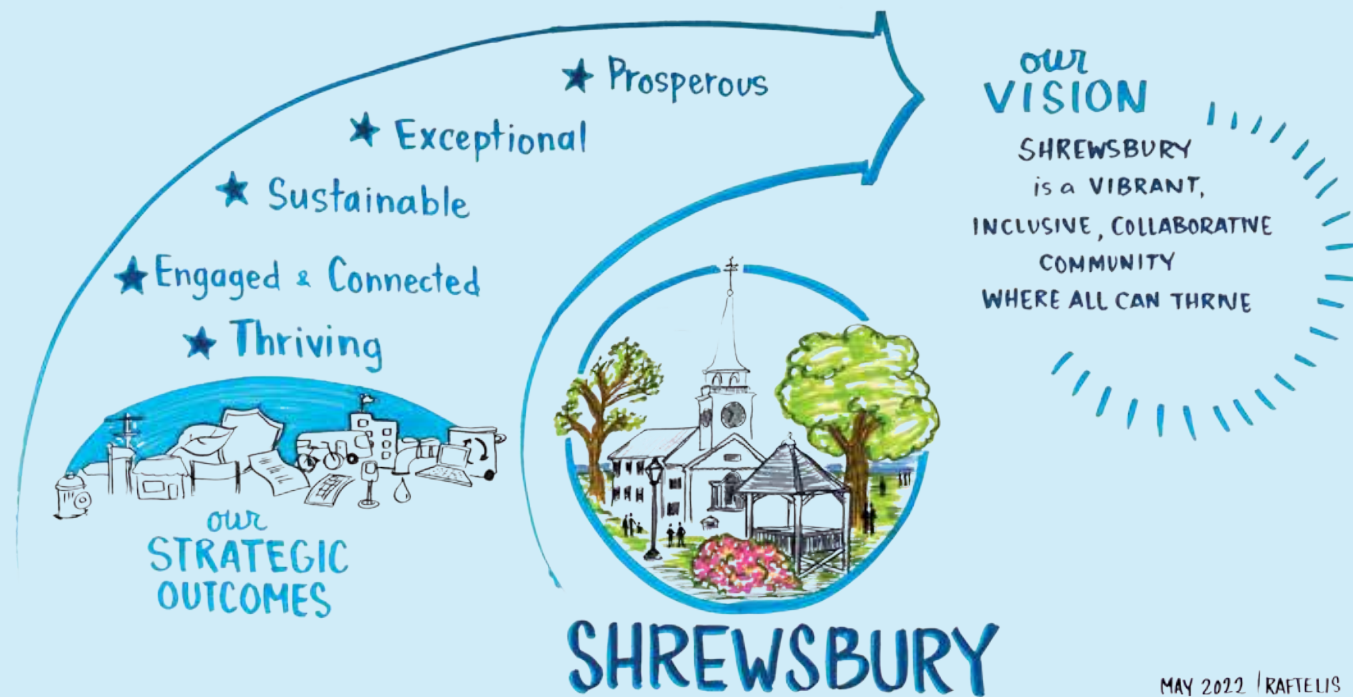 ★ Prosperous
★ Exceptional
★ Sustainable
★ Engaged & Connected
★ Thriving
our
STRATEGIC
OUTCOMES
our
VISION
SHREWSBURY
is a VIBRANT,
INCLUSIVE, COLLABORATIVE
COMMUNITY
WHERE ALL CAN THRIVE
SHREWSBURY
MAY 2022 | RAFTELIS